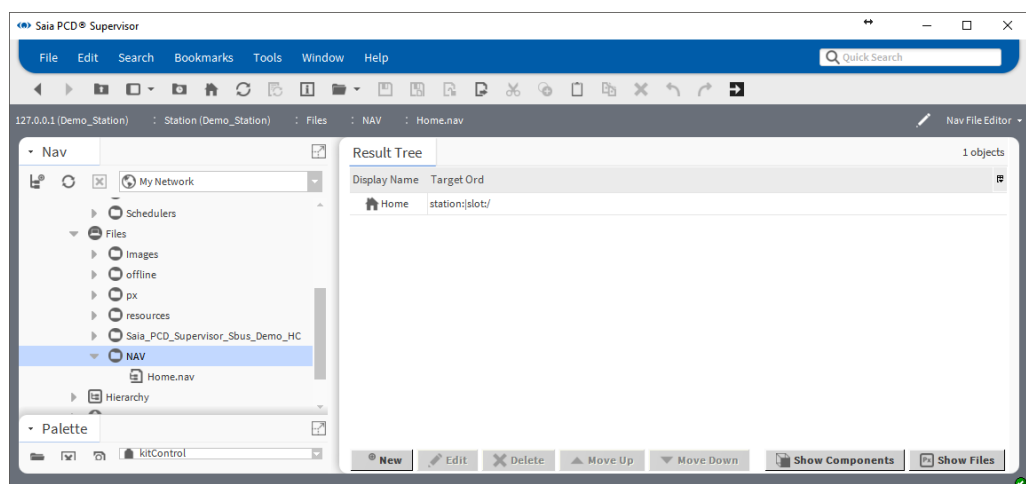 Saia PCD® Supervisor
File Edit Search Bookmarks Tools Window Help
Quick Search
127.0.0.1 (Demo_Station) : Station (Demo_Station) : Files : NAV : Home.nav
Nav File Editor
Nav
My Network
Schedulers
Files
Images
offline
px
resources
Saia_PCD_Supervisor_Sbus_Demo_HC
NAV
Home.nav
Hierarchy
Palette
kitControl
Result Tree
1 objects
Display Name Target Ord
Home station:|slot:/
New Edit Delete Move Up Move Down Show Components Px Show Files